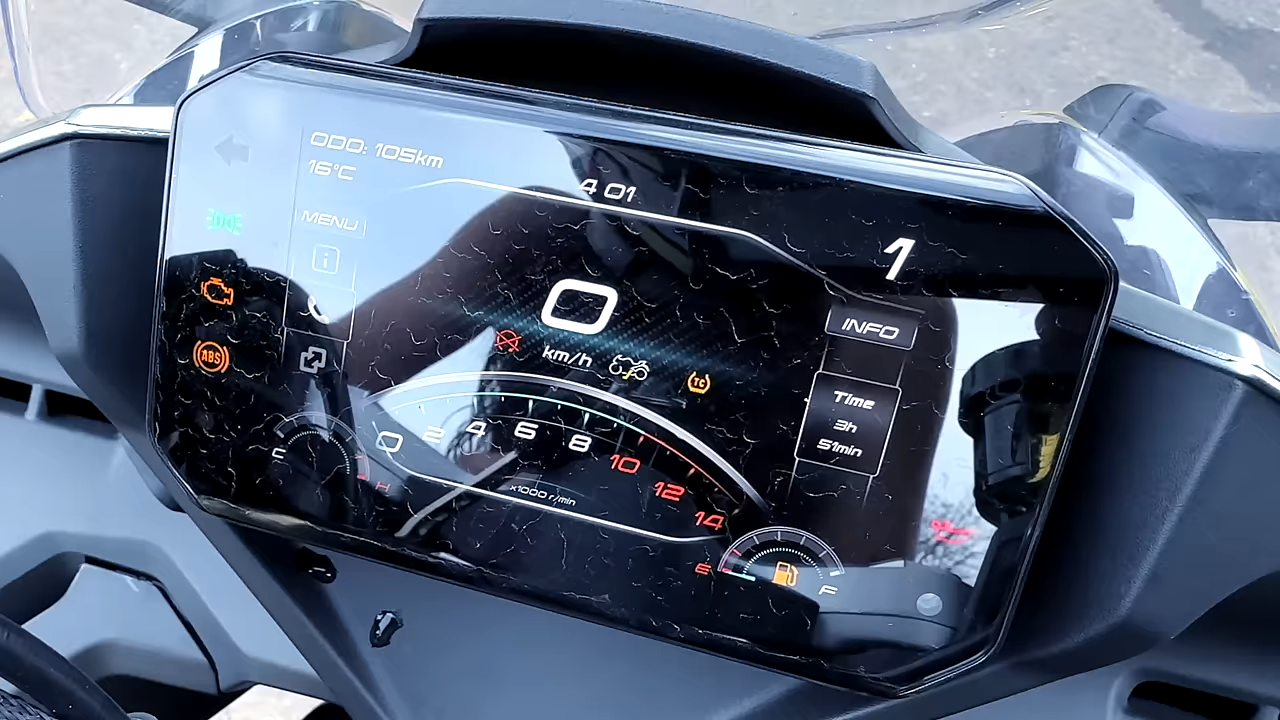 ODO: 105km
16°C
4 01
MENU
1
i
0
INFO
km/h
ABS
TC
Time
3h
51min
0 2 4 6 8 10 12 14
x1000 r/min
C
H
E
F